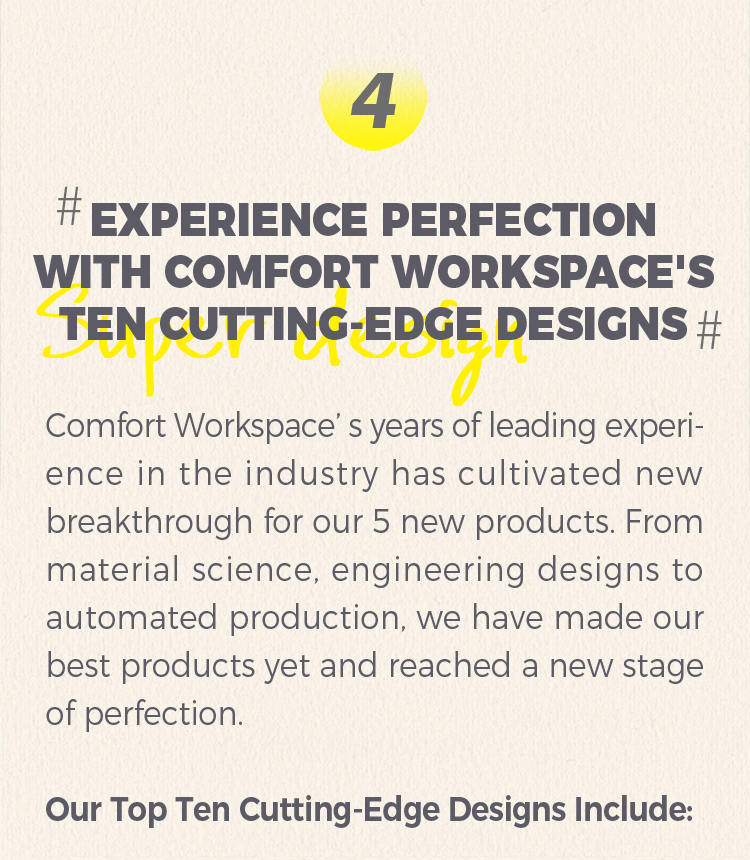 4
# EXPERIENCE PERFECTION
WITH COMFORT WORKSPACE'S
TEN CUTTING-EDGE DESIGNS #
Super design
Comfort Workspace’ s years of leading experi-
ence in the industry has cultivated new
breakthrough for our 5 new products. From
material science, engineering designs to
automated production, we have made our
best products yet and reached a new stage
of perfection.
Our Top Ten Cutting-Edge Designs Include: